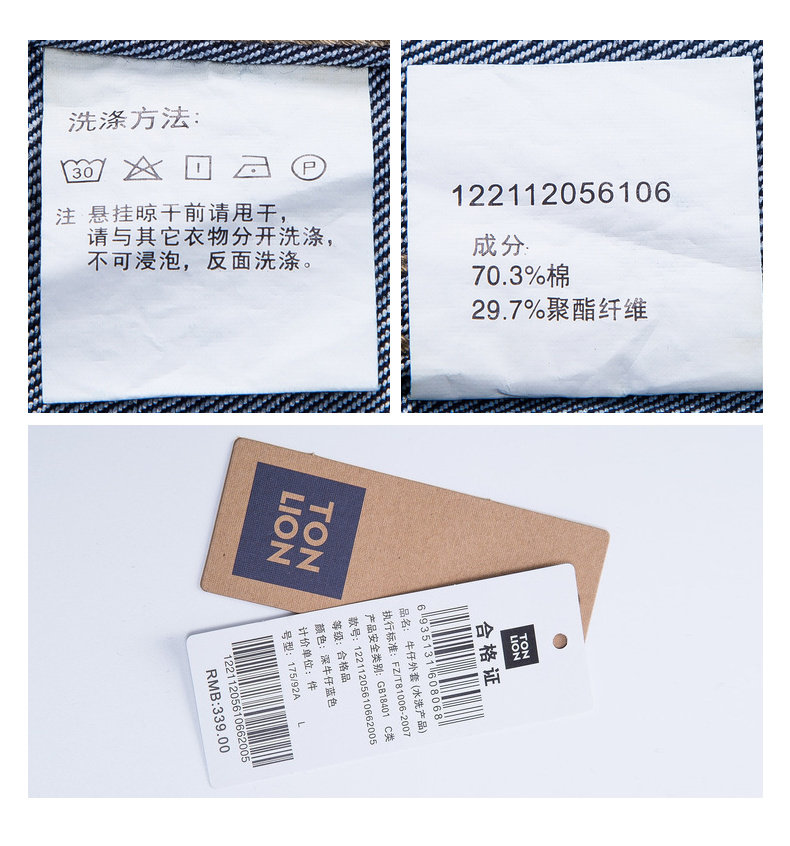 洗涤方法:
30
P
注 悬挂晾干前请甩干,
请与其它衣物分开洗涤,
不可浸泡，反面洗涤。
122112056106
成分:
70.3%棉
29.7%聚酯纤维
TON
LION
TON
LION
合格证
6935131608068
品名: 牛仔外套 (水洗产品)
执行标准: FZ/T81006-2007
产品安全类别: GB18401 C类
款号: 12211205610662005
等级: 合格品
颜色: 深牛仔蓝色
计价单位: 件
号型: 175/92A L
12211205610662005
RMB:339.00